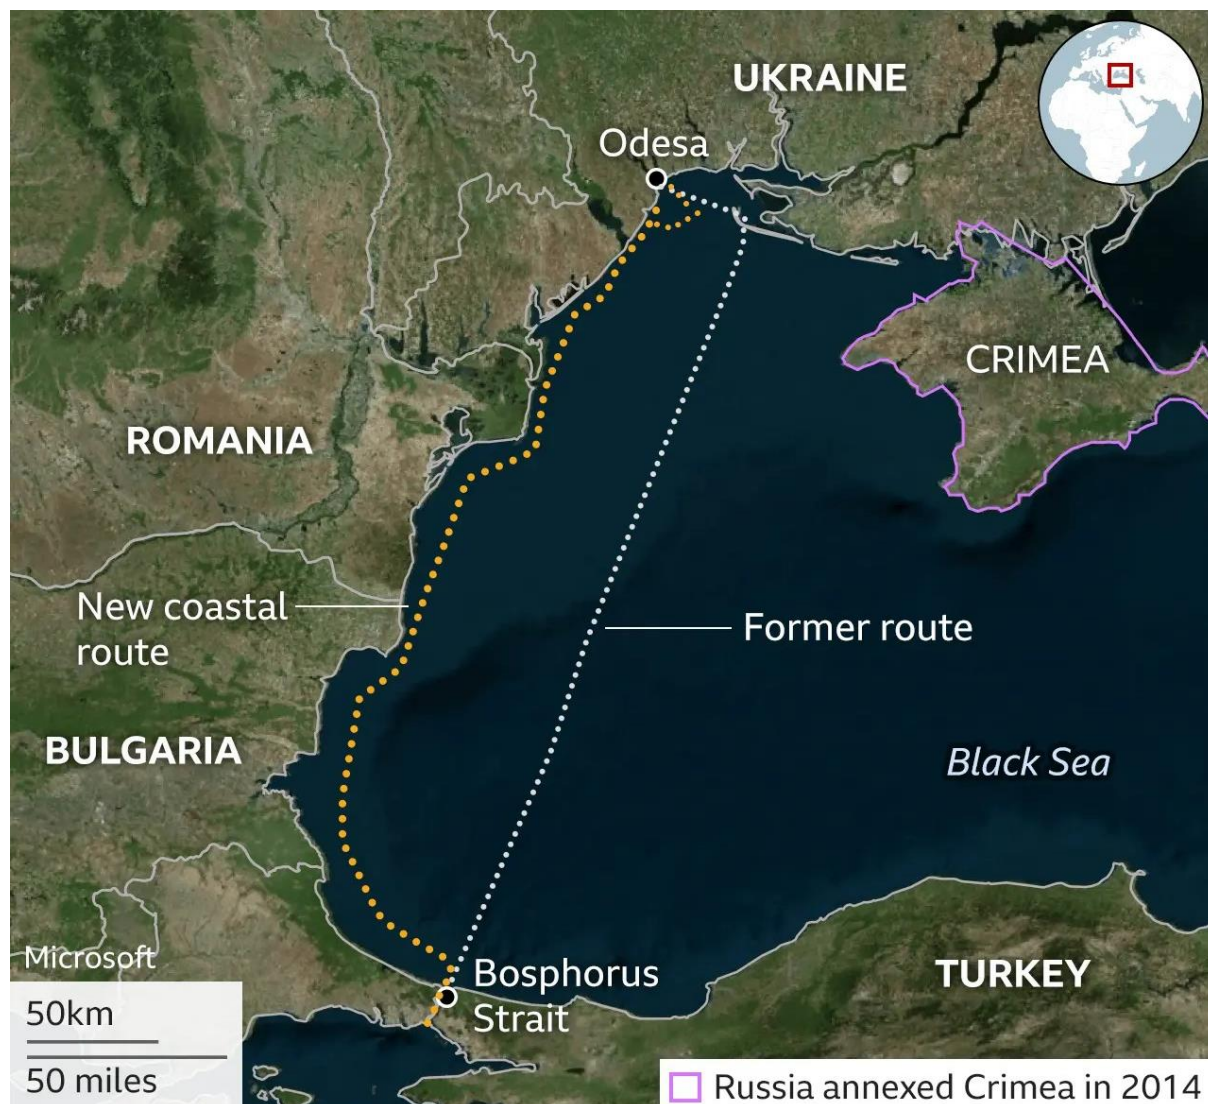 UKRAINE
Odesa
CRIMEA
ROMANIA
New coastal
route
Former route
BULGARIA
Black Sea
Microsoft
Bosphorus
Strait
TURKEY
50km
50 miles
Russia annexed Crimea in 2014